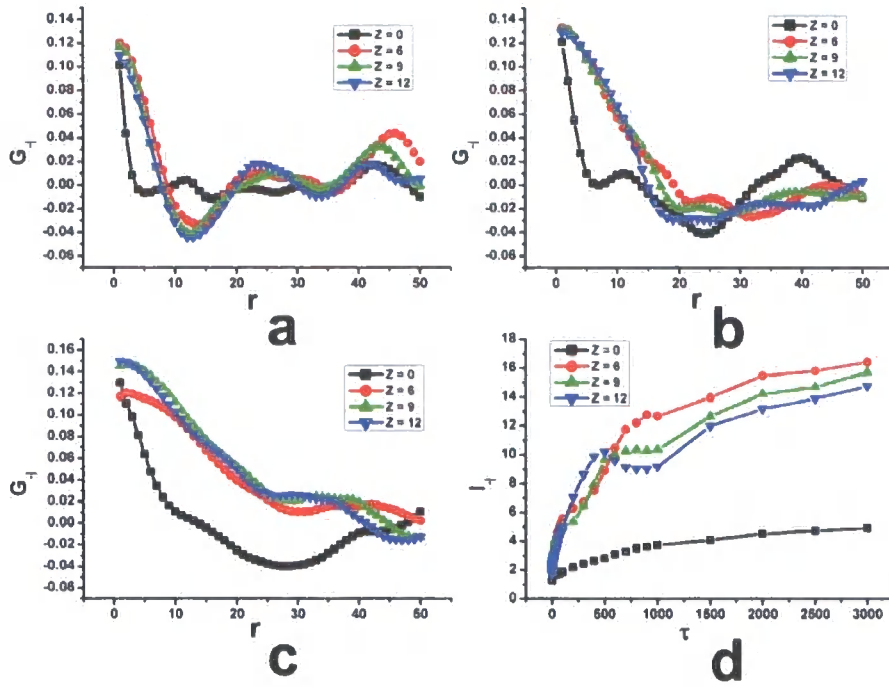 0.14
0.12
0.10
0.08
0.06
0.04
0.02
0.00
-0.02
-0.04
-0.06
G⊣
Z = 0
Z = 6
Z = 9
Z = 12
0 10 20 30 40 50
r
a
0.14
0.12
0.10
0.08
0.06
0.04
0.02
0.00
-0.02
-0.04
-0.06
G⊣
Z = 0
Z = 6
Z = 9
Z = 12
0 10 20 30 40 50
r
b
0.16
0.14
0.12
0.10
0.08
0.06
0.04
0.02
0.00
-0.02
-0.04
-0.06
G⊣
Z = 0
Z = 6
Z = 9
Z = 12
0 10 20 30 40 50
r
c
18
16
14
12
10
8
6
4
2
0
I⊣
Z = 0
Z = 6
Z = 9
Z = 12
0 500 1000 1500 2000 2500 3000
τ
d